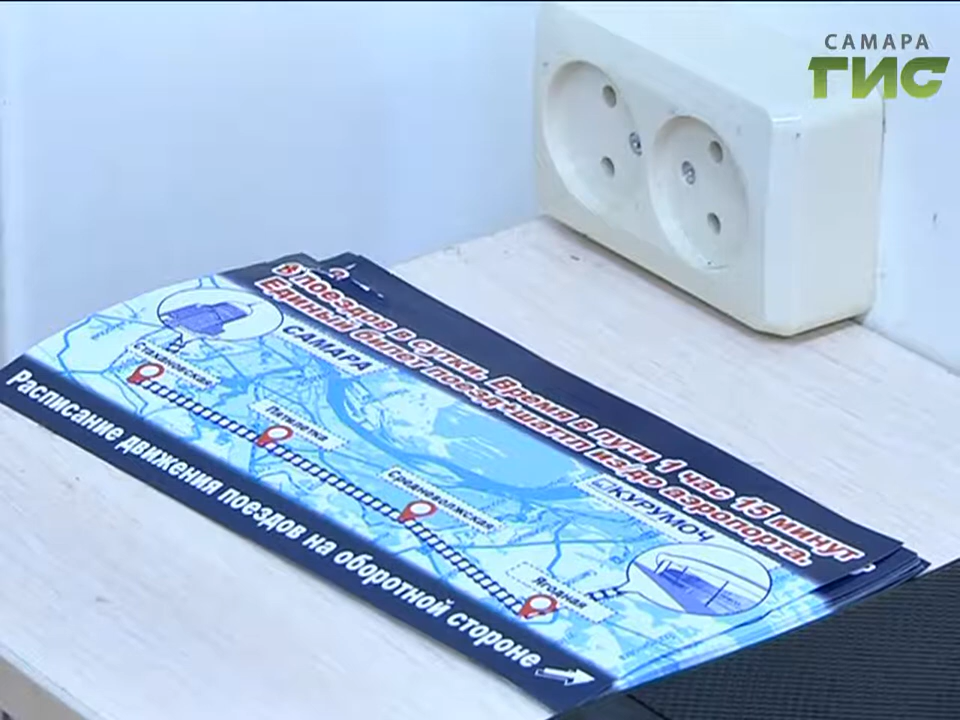 САМАРА
ГИС
8 поездов в сутки. Время в пути 1 час 15 минут.
Единый билет поезд+шаттл из/до аэропорта.
САМАРА
Стахановская
Пятилетка
Средневолжская
КУРУМОЧ
Ягодная
Расписание движения поездов на оборотной стороне